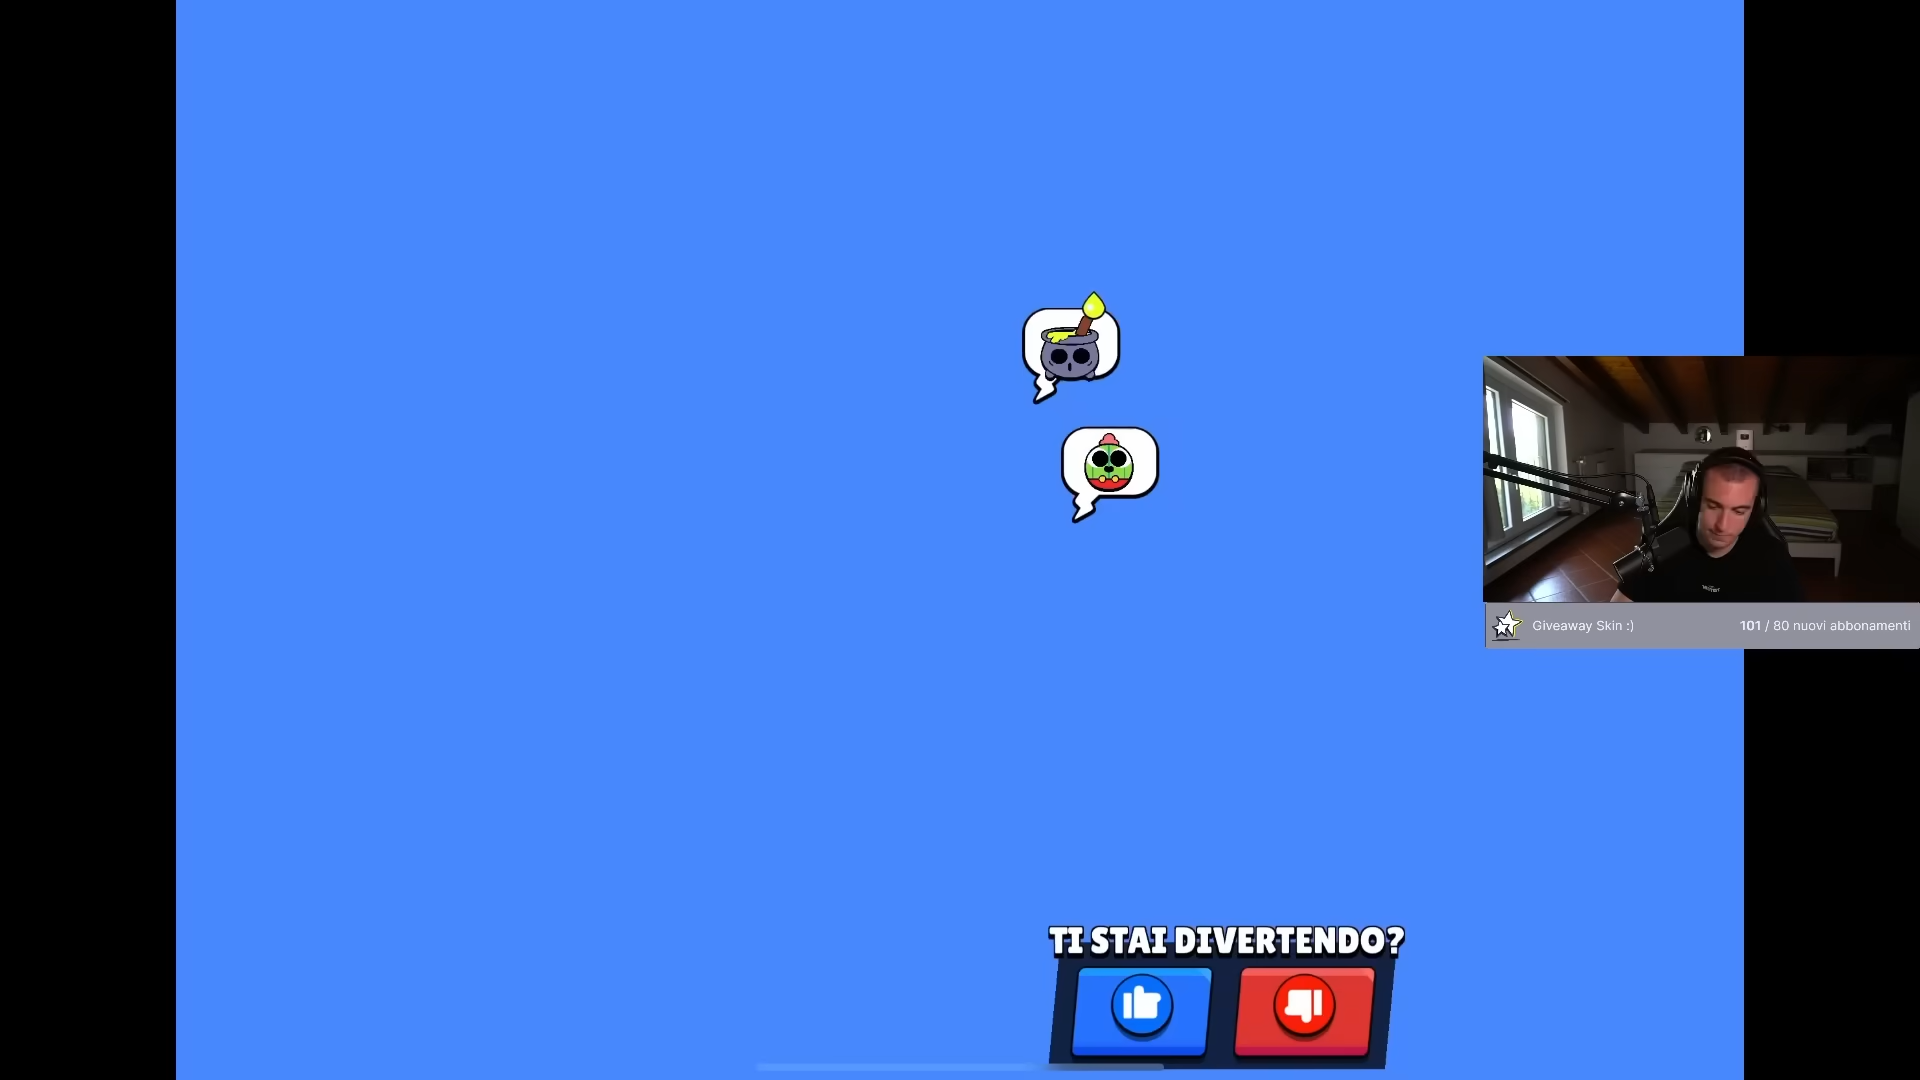 Giveaway Skin :)
101 / 80 nuovi abbonamenti
TI STAI DIVERTENDO?